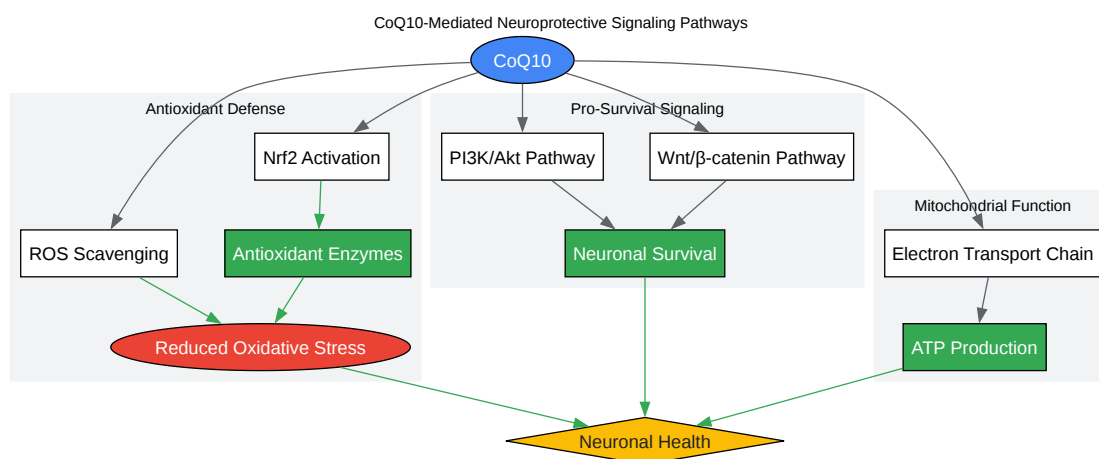 CoQ10-Mediated Neuroprotective Signaling Pathways
CoQ10
Antioxidant Defense
Pro-Survival Signaling
Nrf2 Activation
PI3K/Akt Pathway
Wnt/β-catenin Pathway
Mitochondrial Function
ROS Scavenging
Antioxidant Enzymes
Neuronal Survival
Electron Transport Chain
Reduced Oxidative Stress
ATP Production
Neuronal Health